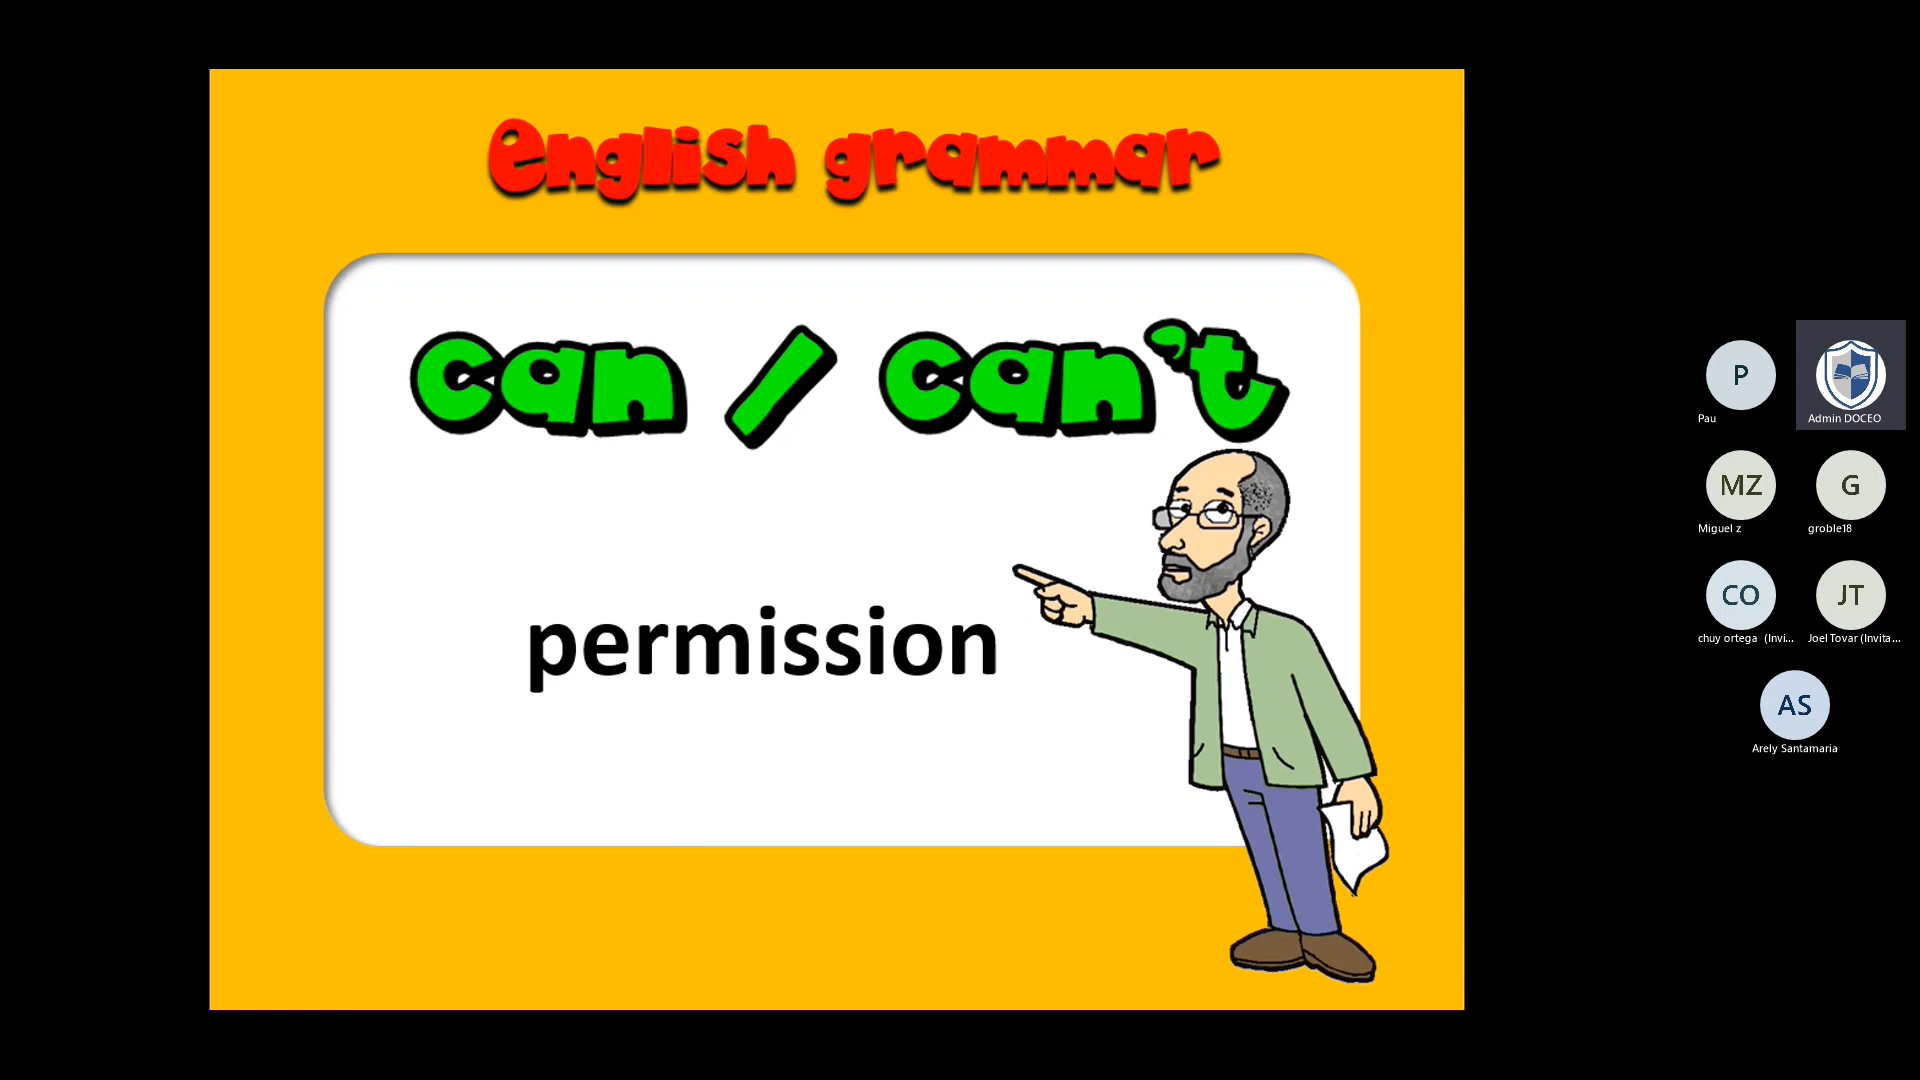 English grammar
can / can't
permission
P
Pau
Admin DOCEO
MZ
Miguel z
G
groble18
CO
chuy ortega (Invi...
JT
Joel Tovar (Invita...
AS
Arely Santamaria